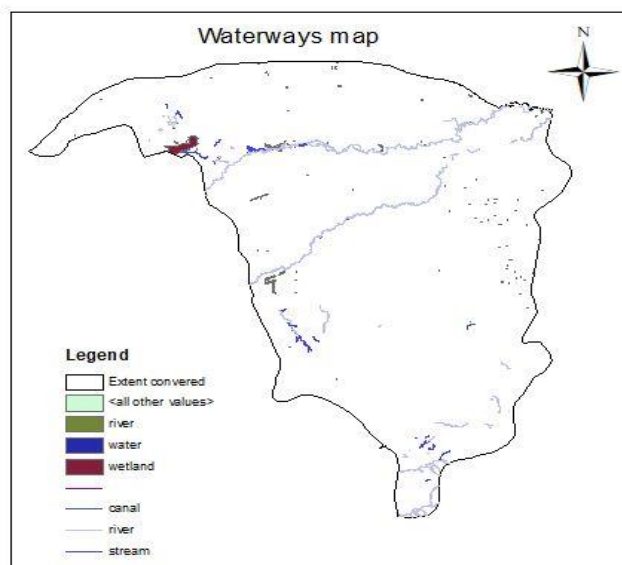 Waterways map
N
Legend
Extent convered
<all other values>
river
water
wetland
canal
river
stream